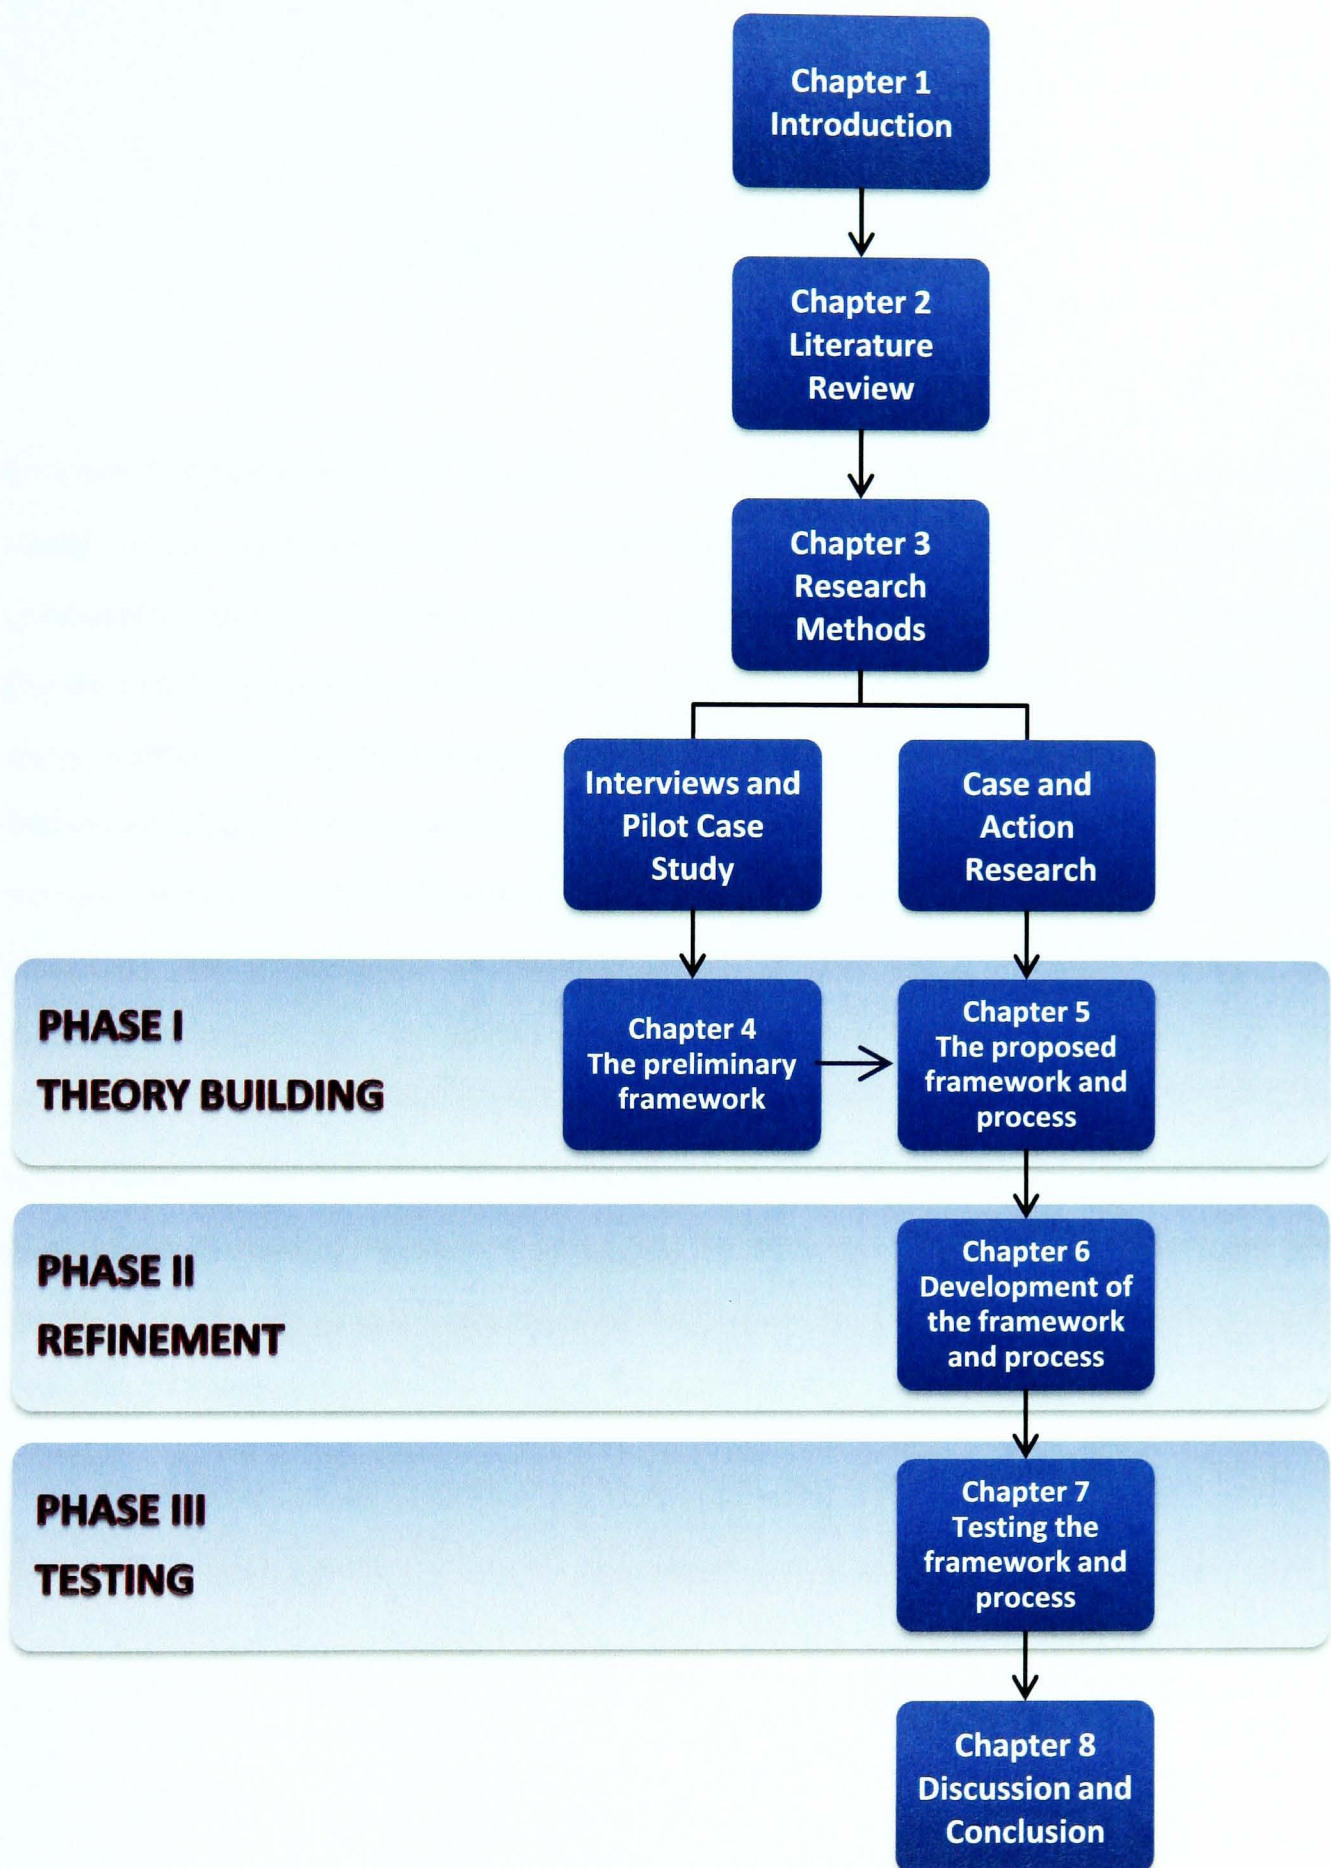 Chapter 1
Introduction
Chapter 2
Literature
Review
Chapter 3
Research
Methods
Interviews and
Pilot Case
Study
Case and
Action
Research
PHASE I
THEORY BUILDING
Chapter 4
The preliminary
framework
Chapter 5
The proposed
framework and
process
PHASE II
REFINEMENT
Chapter 6
Development of
the framework
and process
PHASE III
TESTING
Chapter 7
Testing the
framework and
process
Chapter 8
Discussion and
Conclusion